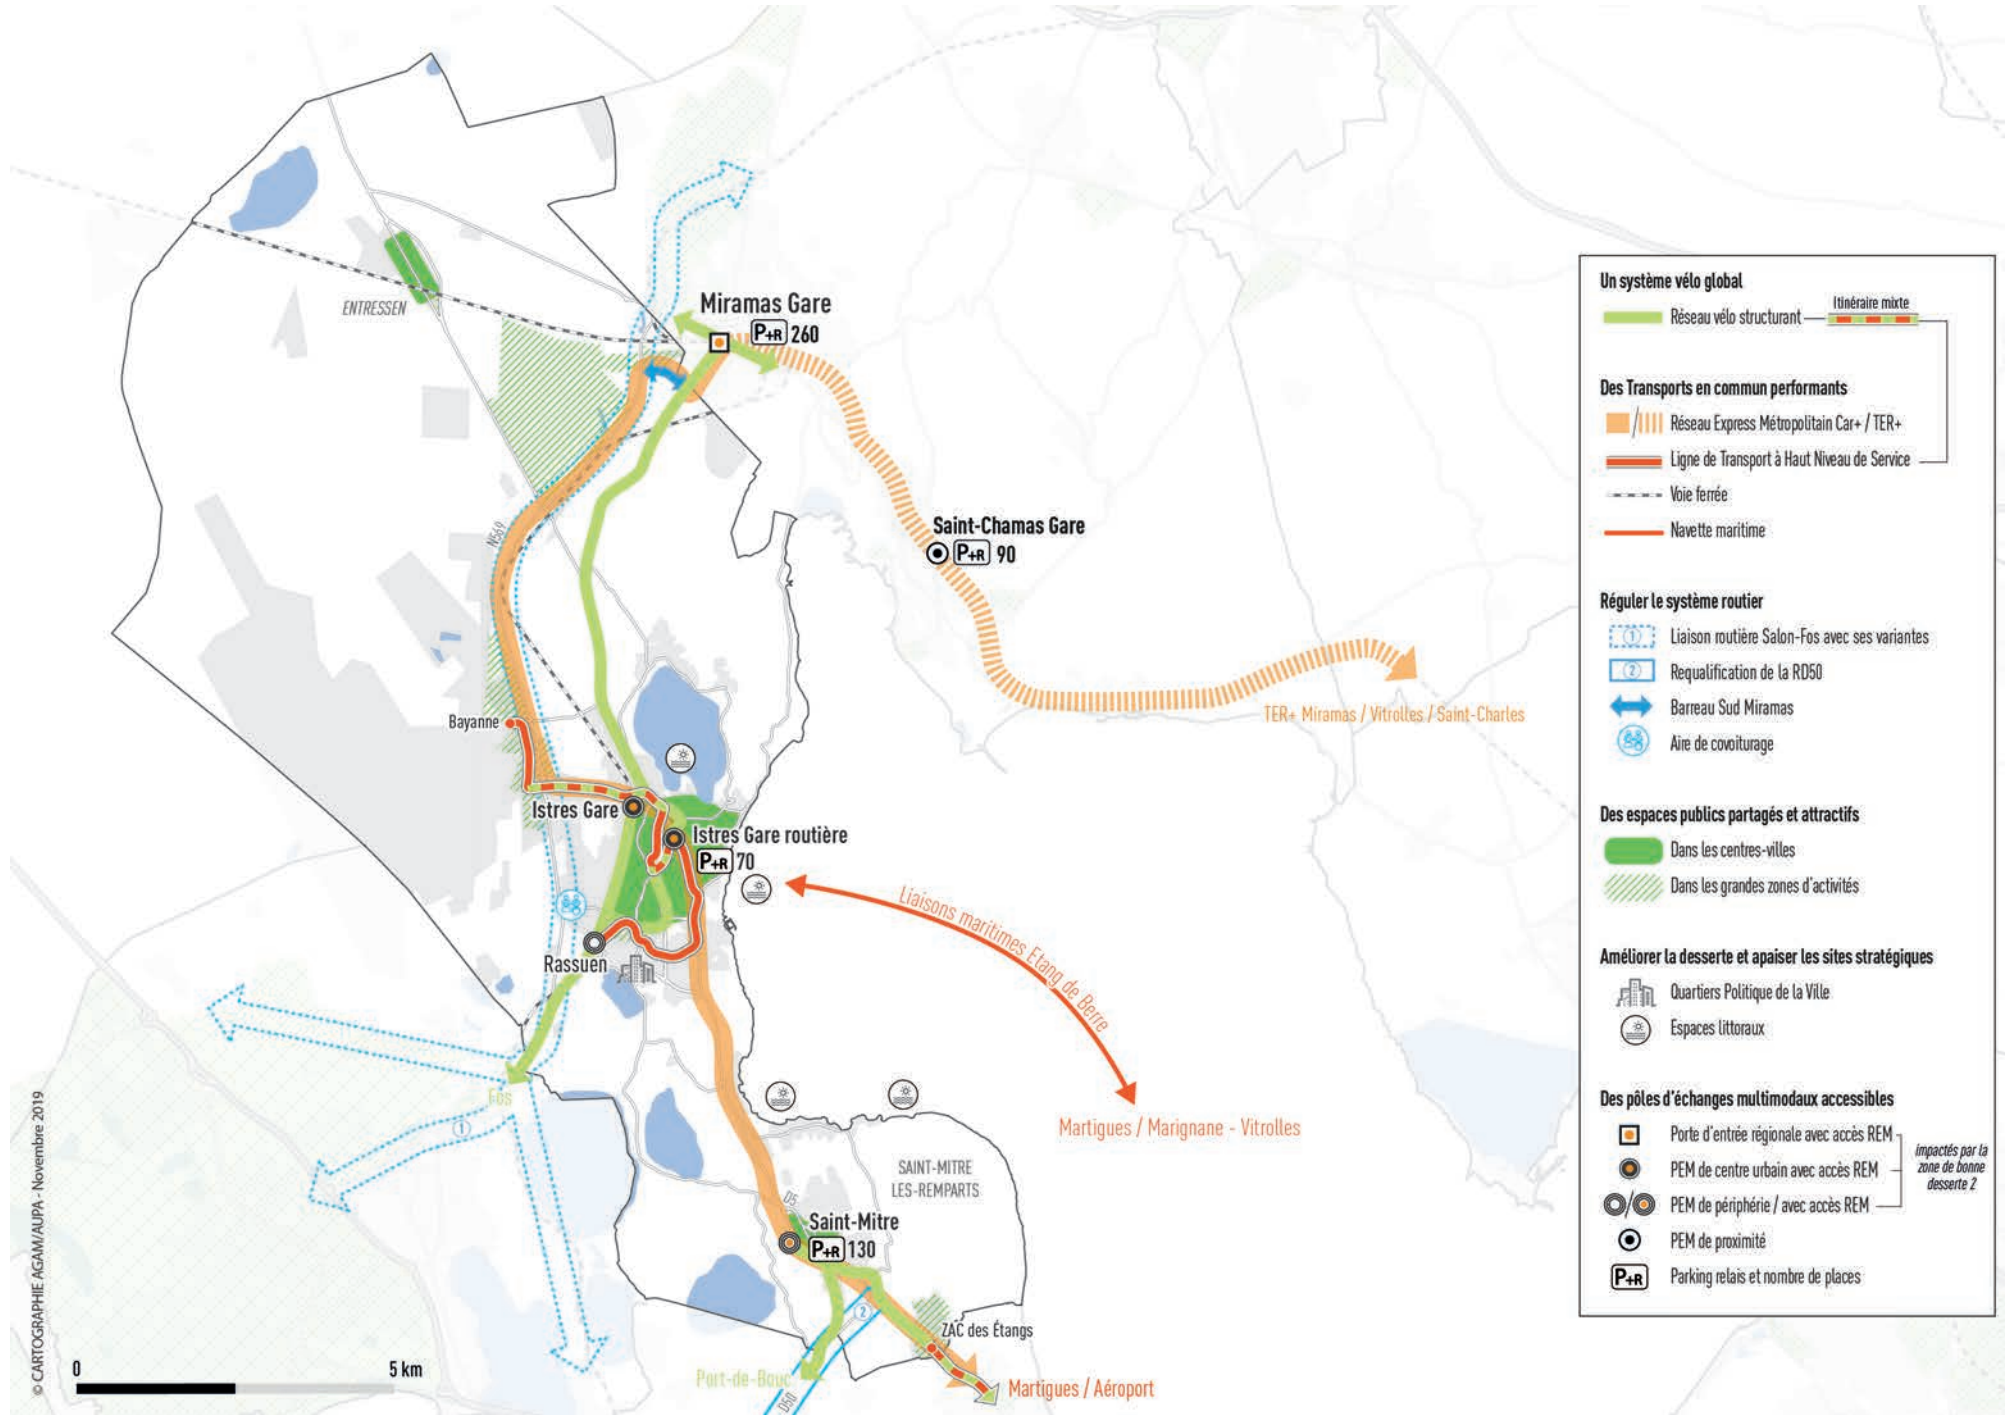 Miramas Gare
P+R 260
ENTRESSEN
N569
Saint-Chamas Gare
P+R 90
TER+ Miramas / Vitrolles / Saint-Charles
Bayanne
Istres Gare
Istres Gare routière
P+R 70
Liaisons maritimes Etang de Berre
Rassuen
Fos
1
Martigues / Marignane - Vitrolles
SAINT-MITRE
LES-REMPARTS
D5
Saint-Mitre
P+R 130
2
ZAC des Étangs
Port-de-Bouc
D50
Martigues / Aéroport
0 5 km
© CARTOGRAPHIE AGAM/AUPA - Novembre 2019
Un système vélo global
Réseau vélo structurant
Itinéraire mixte
Des Transports en commun performants
Réseau Express Métropolitain Car+ / TER+
Ligne de Transport à Haut Niveau de Service
Voie ferrée
Navette maritime
Réguler le système routier
1 Liaison routière Salon-Fos avec ses variantes
2 Requalification de la RD50
Barreau Sud Miramas
Aire de covoiturage
Des espaces publics partagés et attractifs
Dans les centres-villes
Dans les grandes zones d'activités
Améliorer la desserte et apaiser les sites stratégiques
Quartiers Politique de la Ville
Espaces littoraux
Des pôles d'échanges multimodaux accessibles
Porte d'entrée régionale avec accès REM
PEM de centre urbain avec accès REM
PEM de périphérie / avec accès REM
impactés par la
zone de bonne
desserte 2
PEM de proximité
P+R Parking relais et nombre de places